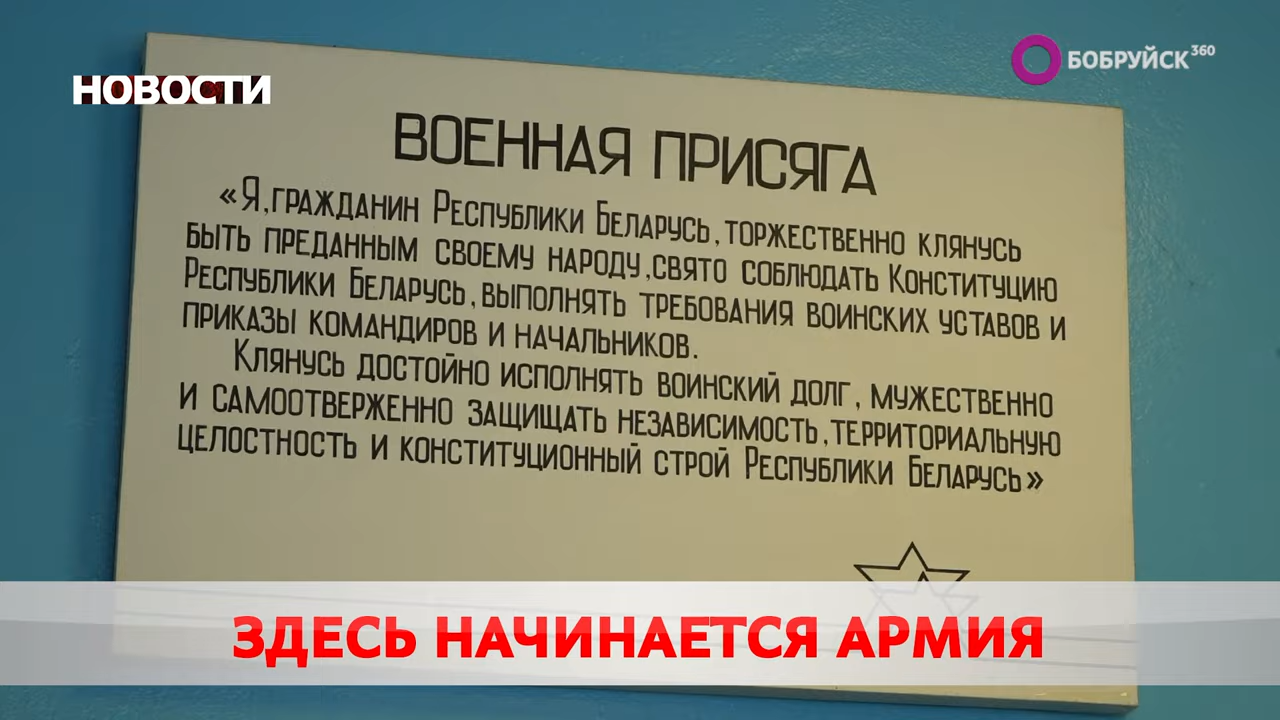 НОВОСТИ
БОБРУЙСК360
ВОЕННАЯ ПРИСЯГА
«Я, ГРАЖДАНИН РЕСПУБЛИКИ БЕЛАРУСЬ, ТОРЖЕСТВЕННО КЛЯНУСЬ
БЫТЬ ПРЕДАННЫМ СВОЕМУ НАРОДУ, СВЯТО СОБЛЮДАТЬ КОНСТИТУЦИЮ
РЕСПУБЛИКИ БЕЛАРУСЬ, ВЫПОЛНЯТЬ ТРЕБОВАНИЯ ВОИНСКИХ УСТАВОВ И
ПРИКАЗЫ КОМАНДИРОВ И НАЧАЛЬНИКОВ.
КЛЯНУСЬ ДОСТОЙНО ИСПОЛНЯТЬ ВОИНСКИЙ ДОЛГ, МУЖЕСТВЕННО
И САМООТВЕРЖЕННО ЗАЩИЩАТЬ НЕЗАВИСИМОСТЬ, ТЕРРИТОРИАЛЬНУЮ
ЦЕЛОСТНОСТЬ И КОНСТИТУЦИОННЫЙ СТРОЙ РЕСПУБЛИКИ БЕЛАРУСЬ»
ЗДЕСЬ НАЧИНАЕТСЯ АРМИЯ